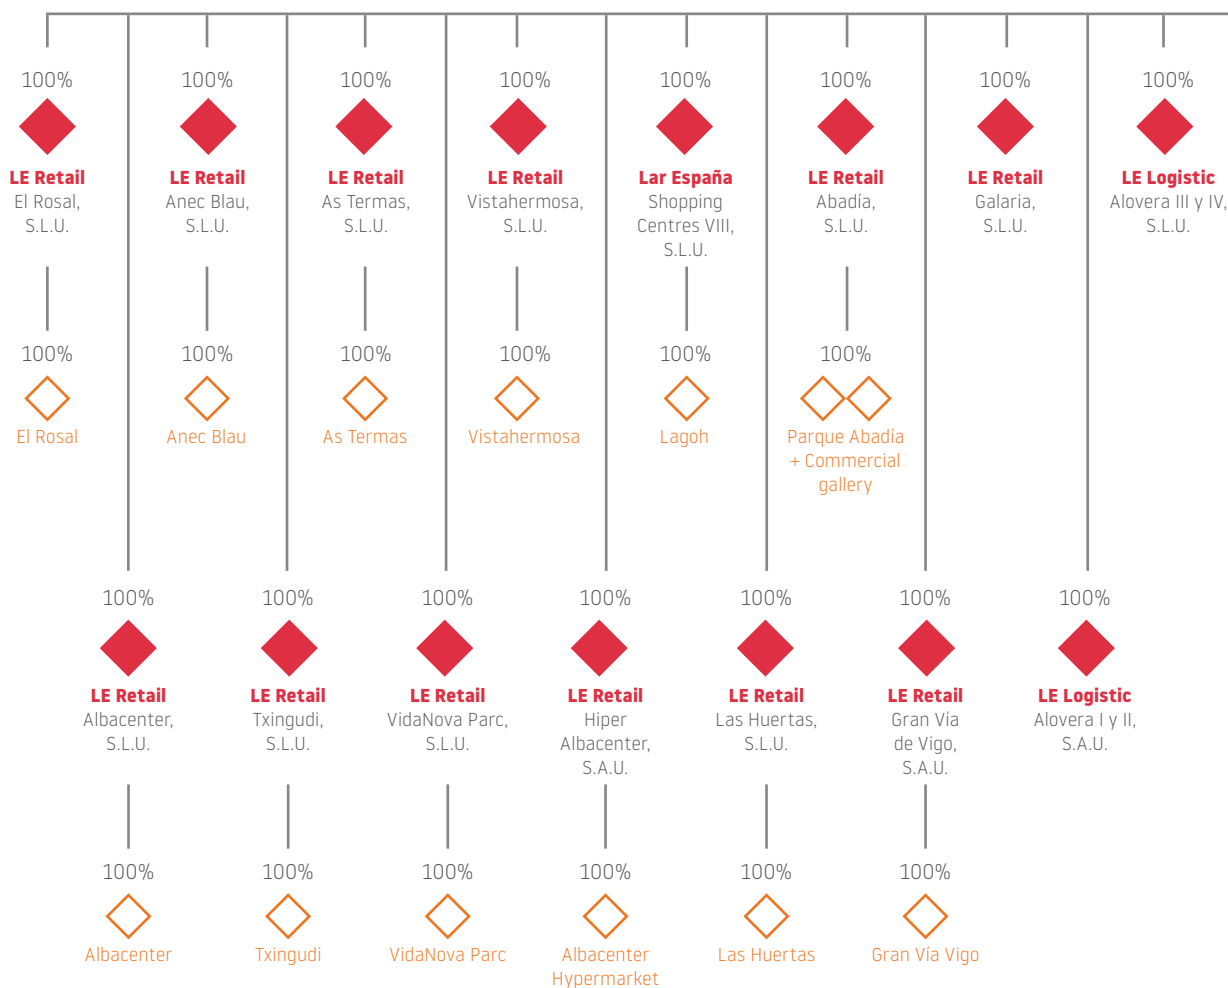 100% 100% 100% 100% 100% 100% 100% 100%
LE Retail LE Retail LE Retail LE Retail Lar España LE Retail LE Retail LE Logistic
El Rosal, Anec Blau, As Termas, Vistahermosa, Shopping Abadía, Galaria, Alovera III y IV,
S.L.U. S.L.U. S.L.U. S.L.U. Centres VIII, S.L.U. S.L.U. S.L.U.
S.L.U.
100% 100% 100% 100% 100% 100%
El Rosal Anec Blau As Termas Vistahermosa Lagoh Parque Abadía
+ Commercial
gallery
100% 100% 100% 100% 100% 100% 100%
LE Retail LE Retail LE Retail LE Retail LE Retail LE Retail LE Logistic
Albacenter, Txingudi, VidaNova Parc, Hiper Las Huertas, Gran Vía Alovera I y II,
S.L.U. S.L.U. S.L.U. Albacenter, S.L.U. de Vigo, S.A.U.
S.A.U. S.A.U.
100% 100% 100% 100% 100% 100%
Albacenter Txingudi VidaNova Parc Albacenter Las Huertas Gran Vía Vigo
Hypermarket